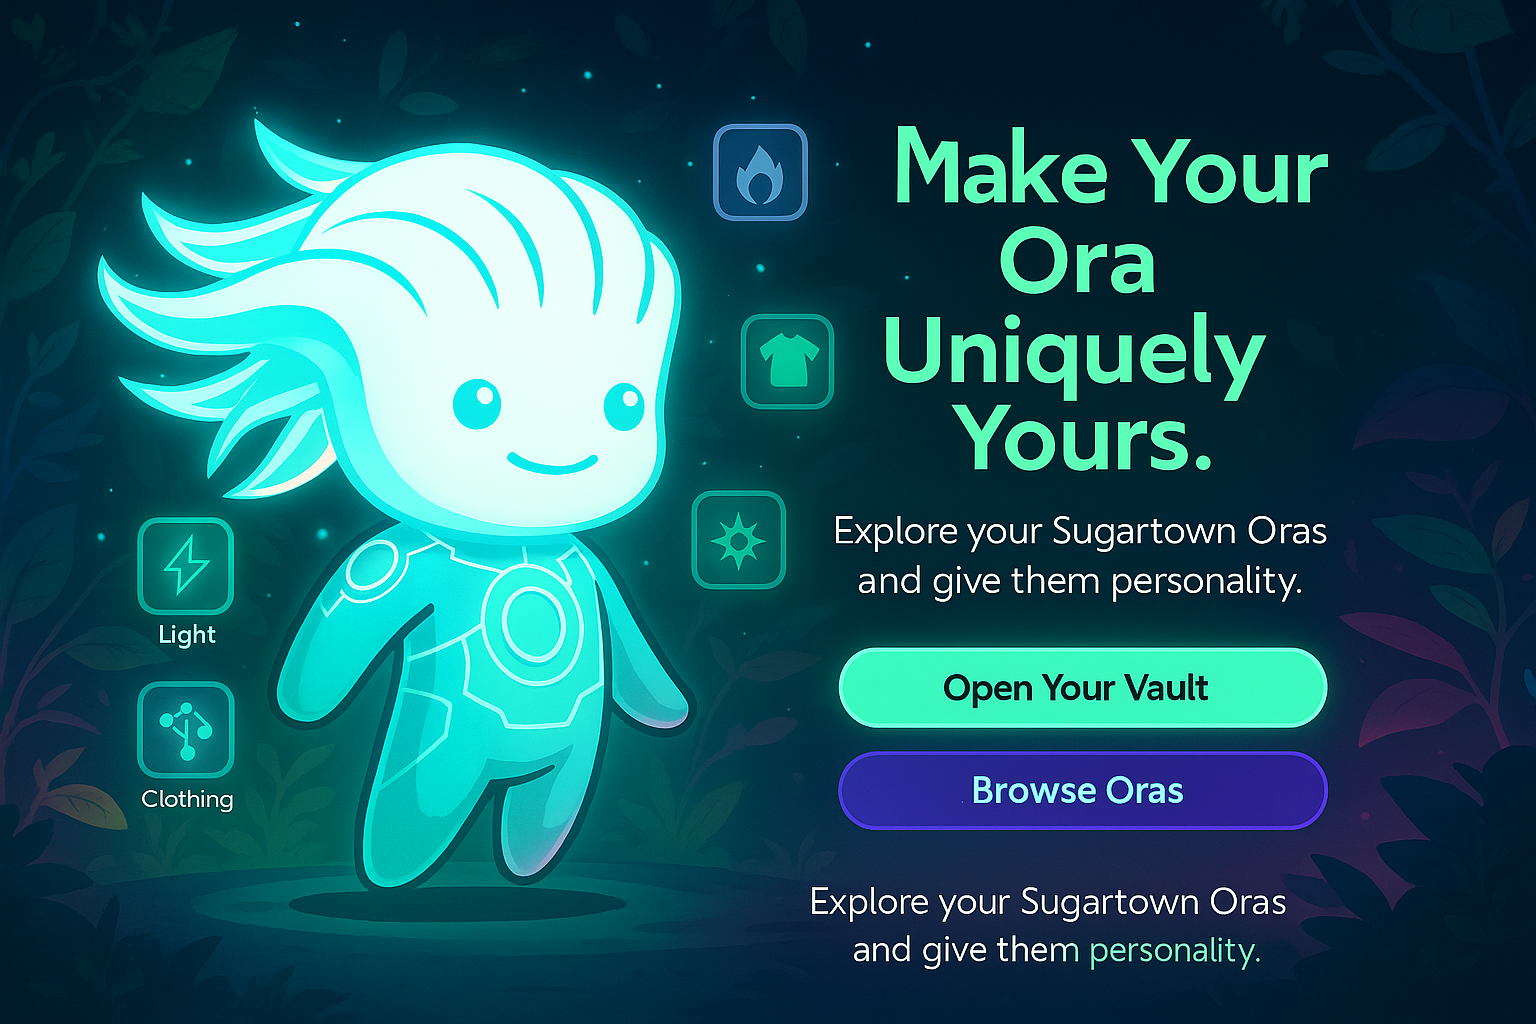 Make Your
Ora
Uniquely
Yours.
Explore your Sugartown Oras
and give them personality.
Open Your Vault
Browse Oras
Explore your Sugartown Oras
and give them personality.
Light
Clothing